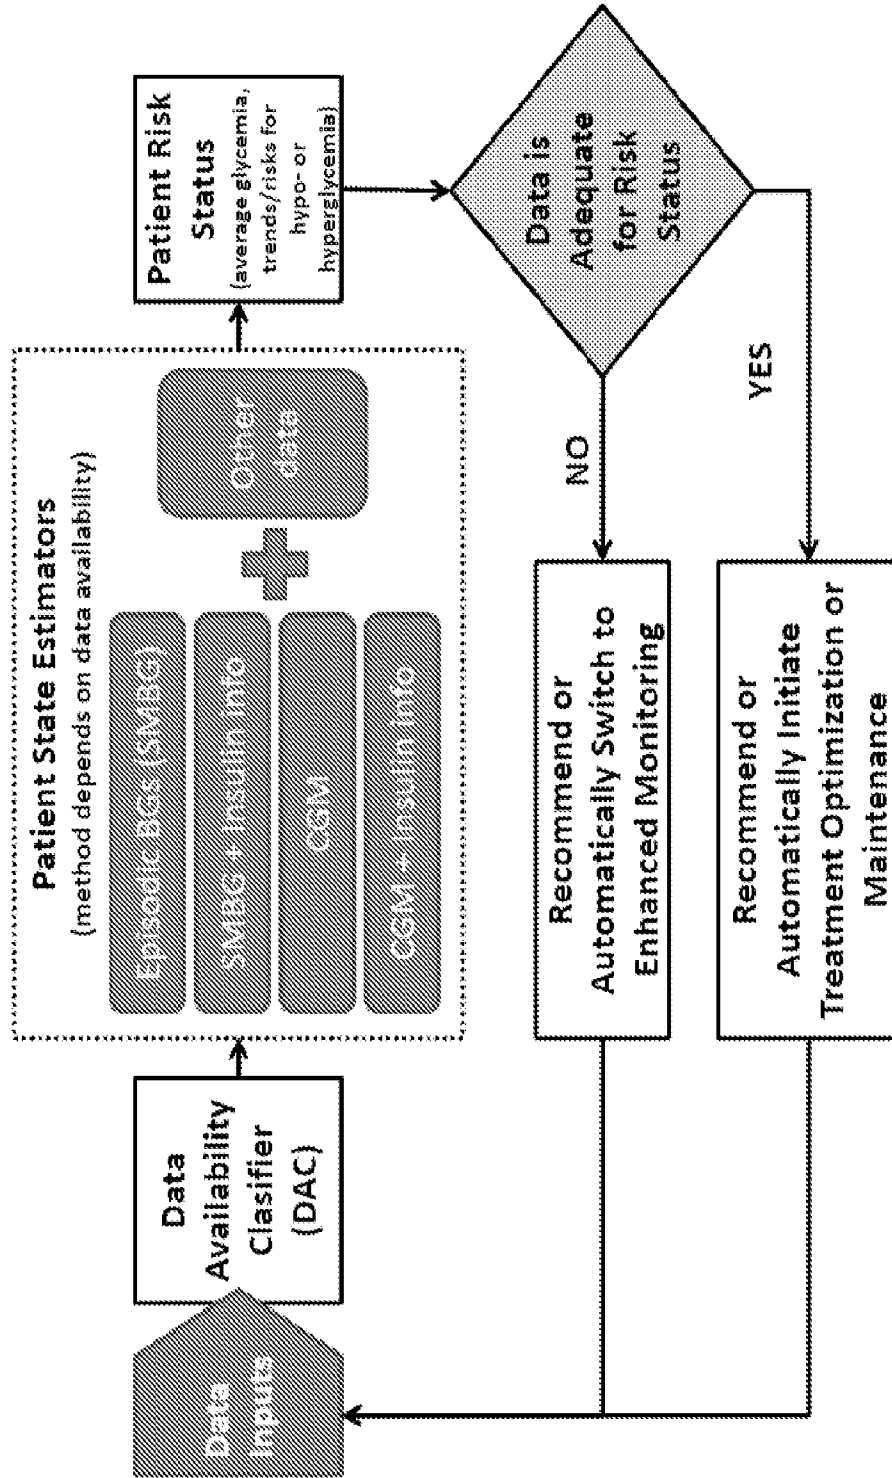 Data
Inputs
Data
Availability
Clasifier
(DAC)
Patient State Estimators
(method depends on data availability)
Episodic BGs (SMBG)
SMBG + Insulin Info
CGM
CGM + Insulin Info
Other
data
Patient Risk
Status
(average glycemia,
trends/risks for
hypo- or
hyperglycemia)
Data is
Adequate
for Risk
Status
NO
YES
Recommend or
Automatically Switch to
Enhanced Monitoring
Recommend or
Automatically Initiate
Treatment Optimization or
Maintenance